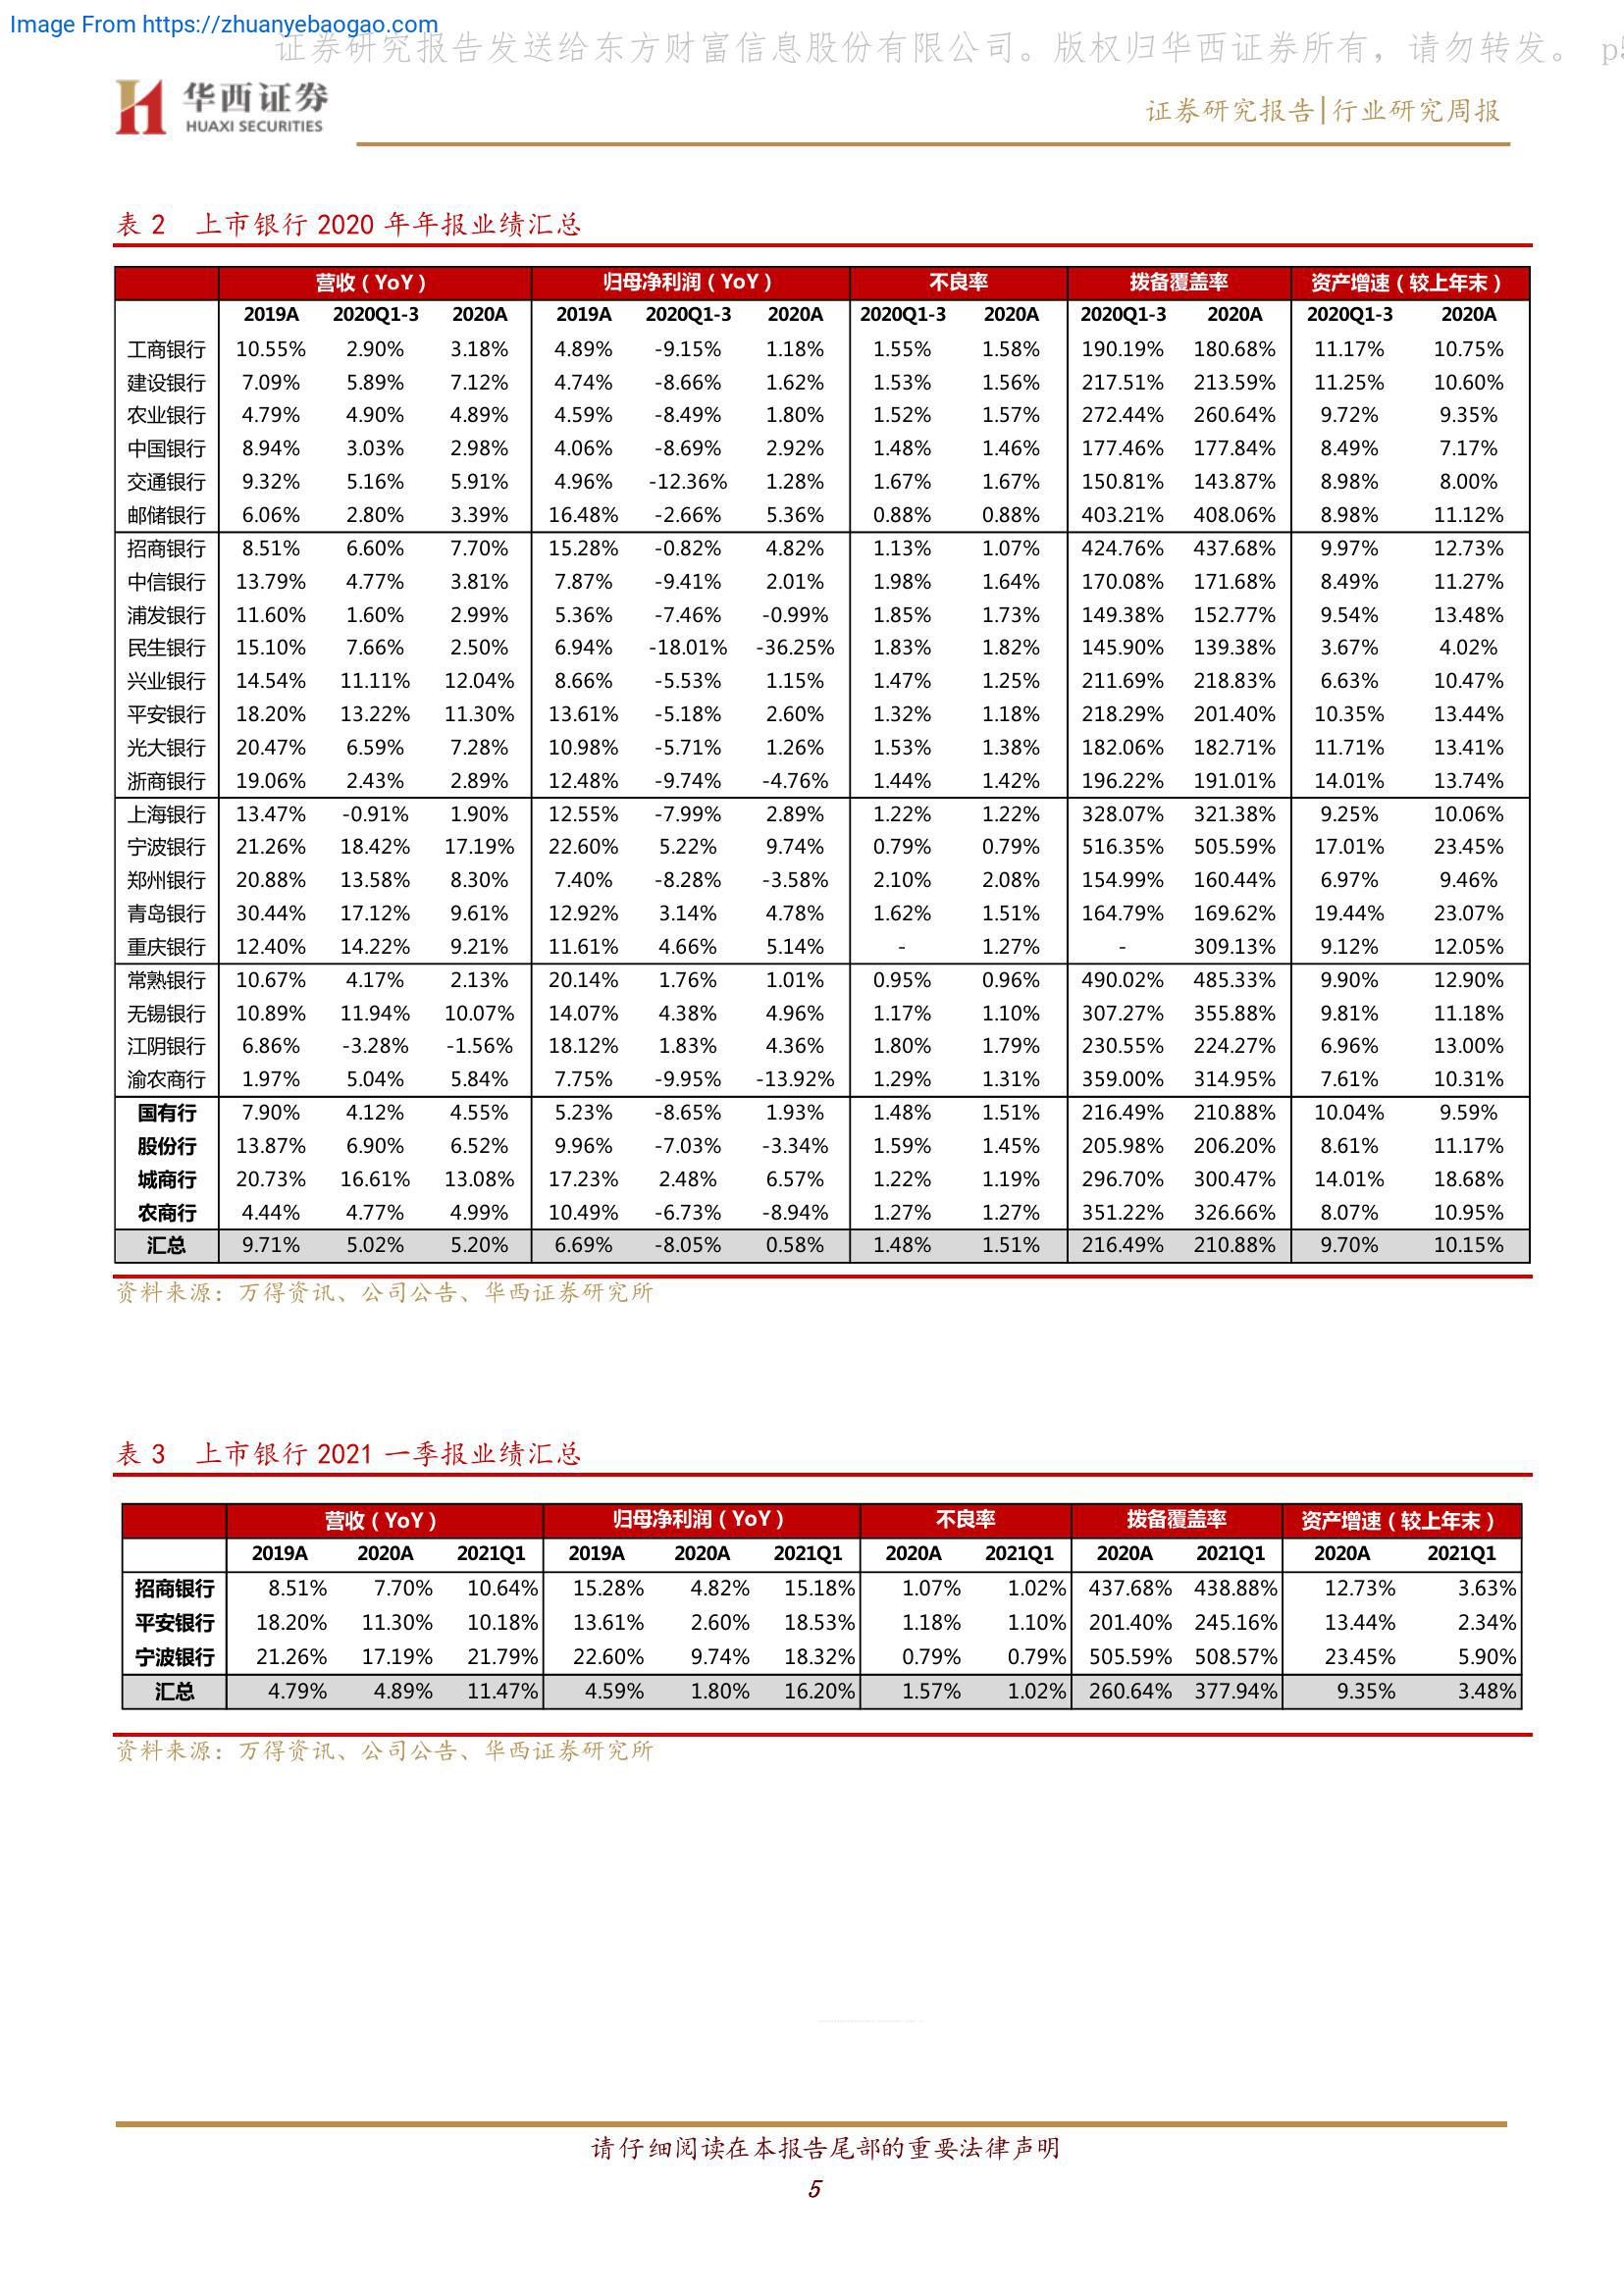 Image From https://zhuanyebaogao.com
证券研究报告发送给东方财富信息股份有限公司。版权归华西证券所有，请勿转发。 p5
华西证券
HUAXI SECURITIES
证券研究报告|行业研究周报
表 2 上市银行 2020 年年报业绩汇总
营收（YoY） 归母净利润（YoY） 不良率 拨备覆盖率 资产增速（较上年末）
2019A 2020Q1-3 2020A 2019A 2020Q1-3 2020A 2020Q1-3 2020A 2020Q1-3 2020A 2020Q1-3 2020A
工商银行 10.55% 2.90% 3.18% 4.89% -9.15% 1.18% 1.55% 1.58% 190.19% 180.68% 11.17% 10.75%
建设银行 7.09% 5.89% 7.12% 4.74% -8.66% 1.62% 1.53% 1.56% 217.51% 213.59% 11.25% 10.60%
农业银行 4.79% 4.90% 4.89% 4.59% -8.49% 1.80% 1.52% 1.57% 272.44% 260.64% 9.72% 9.35%
中国银行 8.94% 3.03% 2.98% 4.06% -8.69% 2.92% 1.48% 1.46% 177.46% 177.84% 8.49% 7.17%
交通银行 9.32% 5.16% 5.91% 4.96% -12.36% 1.28% 1.67% 1.67% 150.81% 143.87% 8.98% 8.00%
邮储银行 6.06% 2.80% 3.39% 16.48% -2.66% 5.36% 0.88% 0.88% 403.21% 408.06% 8.98% 11.12%
招商银行 8.51% 6.60% 7.70% 15.28% -0.82% 4.82% 1.13% 1.07% 424.76% 437.68% 9.97% 12.73%
中信银行 13.79% 4.77% 3.81% 7.87% -9.41% 2.01% 1.98% 1.64% 170.08% 171.68% 8.49% 11.27%
浦发银行 11.60% 1.60% 2.99% 5.36% -7.46% -0.99% 1.85% 1.73% 149.38% 152.77% 9.54% 13.48%
民生银行 15.10% 7.66% 2.50% 6.94% -18.01% -36.25% 1.83% 1.82% 145.90% 139.38% 3.67% 4.02%
兴业银行 14.54% 11.11% 12.04% 8.66% -5.53% 1.15% 1.47% 1.25% 211.69% 218.83% 6.63% 10.47%
平安银行 18.20% 13.22% 11.30% 13.61% -5.18% 2.60% 1.32% 1.18% 218.29% 201.40% 10.35% 13.44%
光大银行 20.47% 6.59% 7.28% 10.98% -5.71% 1.26% 1.53% 1.38% 182.06% 182.71% 11.71% 13.41%
浙商银行 19.06% 2.43% 2.89% 12.48% -9.74% -4.76% 1.44% 1.42% 196.22% 191.01% 14.01% 13.74%
上海银行 13.47% -0.91% 1.90% 12.55% -7.99% 2.89% 1.22% 1.22% 328.07% 321.38% 9.25% 10.06%
宁波银行 21.26% 18.42% 17.19% 22.60% 5.22% 9.74% 0.79% 0.79% 516.35% 505.59% 17.01% 23.45%
郑州银行 20.88% 13.58% 8.30% 7.40% -8.28% -3.58% 2.10% 2.08% 154.99% 160.44% 6.97% 9.46%
青岛银行 30.44% 17.12% 9.61% 12.92% 3.14% 4.78% 1.62% 1.51% 164.79% 169.62% 19.44% 23.07%
重庆银行 12.40% 14.22% 9.21% 11.61% 4.66% 5.14% - 1.27% - 309.13% 9.12% 12.05%
常熟银行 10.67% 4.17% 2.13% 20.14% 1.76% 1.01% 0.95% 0.96% 490.02% 485.33% 9.90% 12.90%
无锡银行 10.89% 11.94% 10.07% 14.07% 4.38% 4.96% 1.17% 1.10% 307.27% 355.88% 9.81% 11.18%
江阴银行 6.86% -3.28% -1.56% 18.12% 1.83% 4.36% 1.80% 1.79% 230.55% 224.27% 6.96% 13.00%
渝农商行 1.97% 5.04% 5.84% 7.75% -9.95% -13.92% 1.29% 1.31% 359.00% 314.95% 7.61% 10.31%
国有行 7.90% 4.12% 4.55% 5.23% -8.65% 1.93% 1.48% 1.51% 216.49% 210.88% 10.04% 9.59%
股份行 13.87% 6.90% 6.52% 9.96% -7.03% -3.34% 1.59% 1.45% 205.98% 206.20% 8.61% 11.17%
城商行 20.73% 16.61% 13.08% 17.23% 2.48% 6.57% 1.22% 1.19% 296.70% 300.47% 14.01% 18.68%
农商行 4.44% 4.77% 4.99% 10.49% -6.73% -8.94% 1.27% 1.27% 351.22% 326.66% 8.07% 10.95%
汇总 9.71% 5.02% 5.20% 6.69% -8.05% 0.58% 1.48% 1.51% 216.49% 210.88% 9.70% 10.15%
资料来源：万得资讯、公司公告、华西证券研究所
表 3 上市银行 2021 一季报业绩汇总
营收（YoY） 归母净利润（YoY） 不良率 拨备覆盖率 资产增速（较上年末）
2019A 2020A 2021Q1 2019A 2020A 2021Q1 2020A 2021Q1 2020A 2021Q1 2020A 2021Q1
招商银行 8.51% 7.70% 10.64% 15.28% 4.82% 15.18% 1.07% 1.02% 437.68% 438.88% 12.73% 3.63%
平安银行 18.20% 11.30% 10.18% 13.61% 2.60% 18.53% 1.18% 1.10% 201.40% 245.16% 13.44% 2.34%
宁波银行 21.26% 17.19% 21.79% 22.60% 9.74% 18.32% 0.79% 0.79% 505.59% 508.57% 23.45% 5.90%
汇总 4.79% 4.89% 11.47% 4.59% 1.80% 16.20% 1.57% 1.02% 260.64% 377.94% 9.35% 3.48%
资料来源：万得资讯、公司公告、华西证券研究所
请仔细阅读在本报告尾部的重要法律声明
5